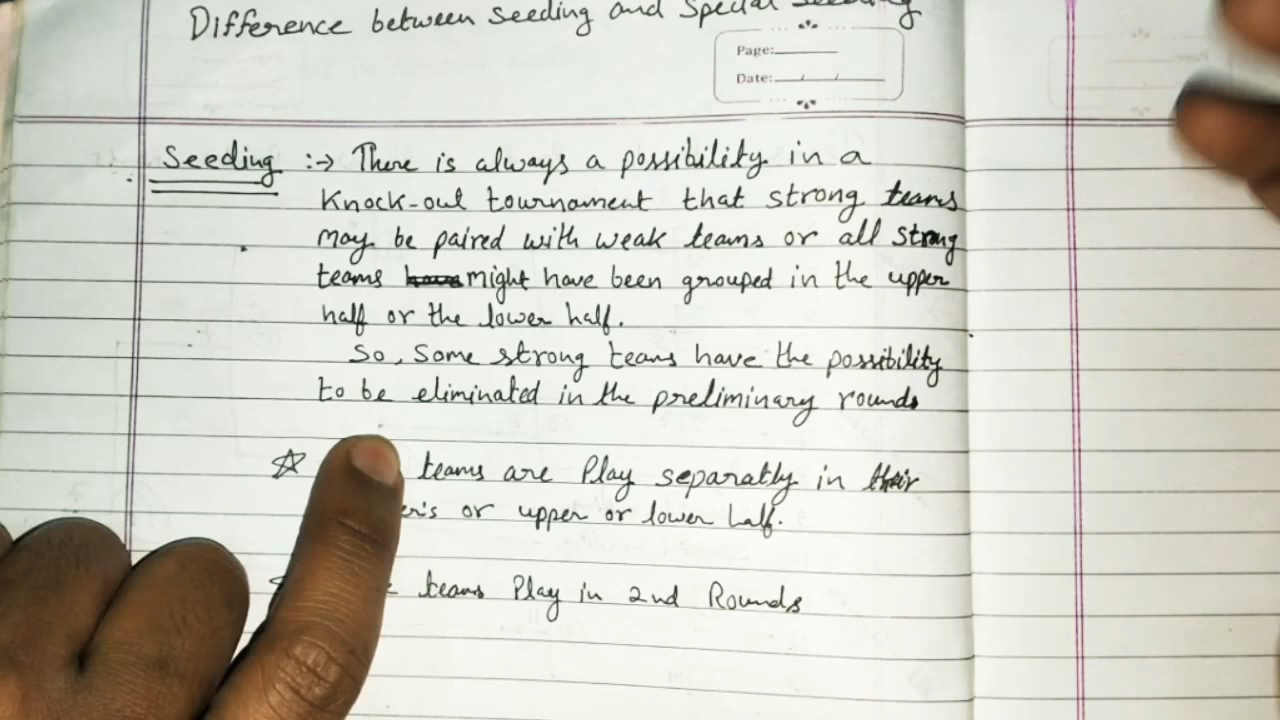 Difference between Seeding and Special Seeding
Page:
Date:
Seeding :→ There is always a possibility in a
Knock-out tournament that strong teams
may be paired with weak teams or all strong
teams might have been grouped in the upper
half or the lower half.
So, Some strong teams have the possibility
to be eliminated in the preliminary rounds
teams are Play separatly in their
or upper or lower half.
teams Play in 2nd Rounds